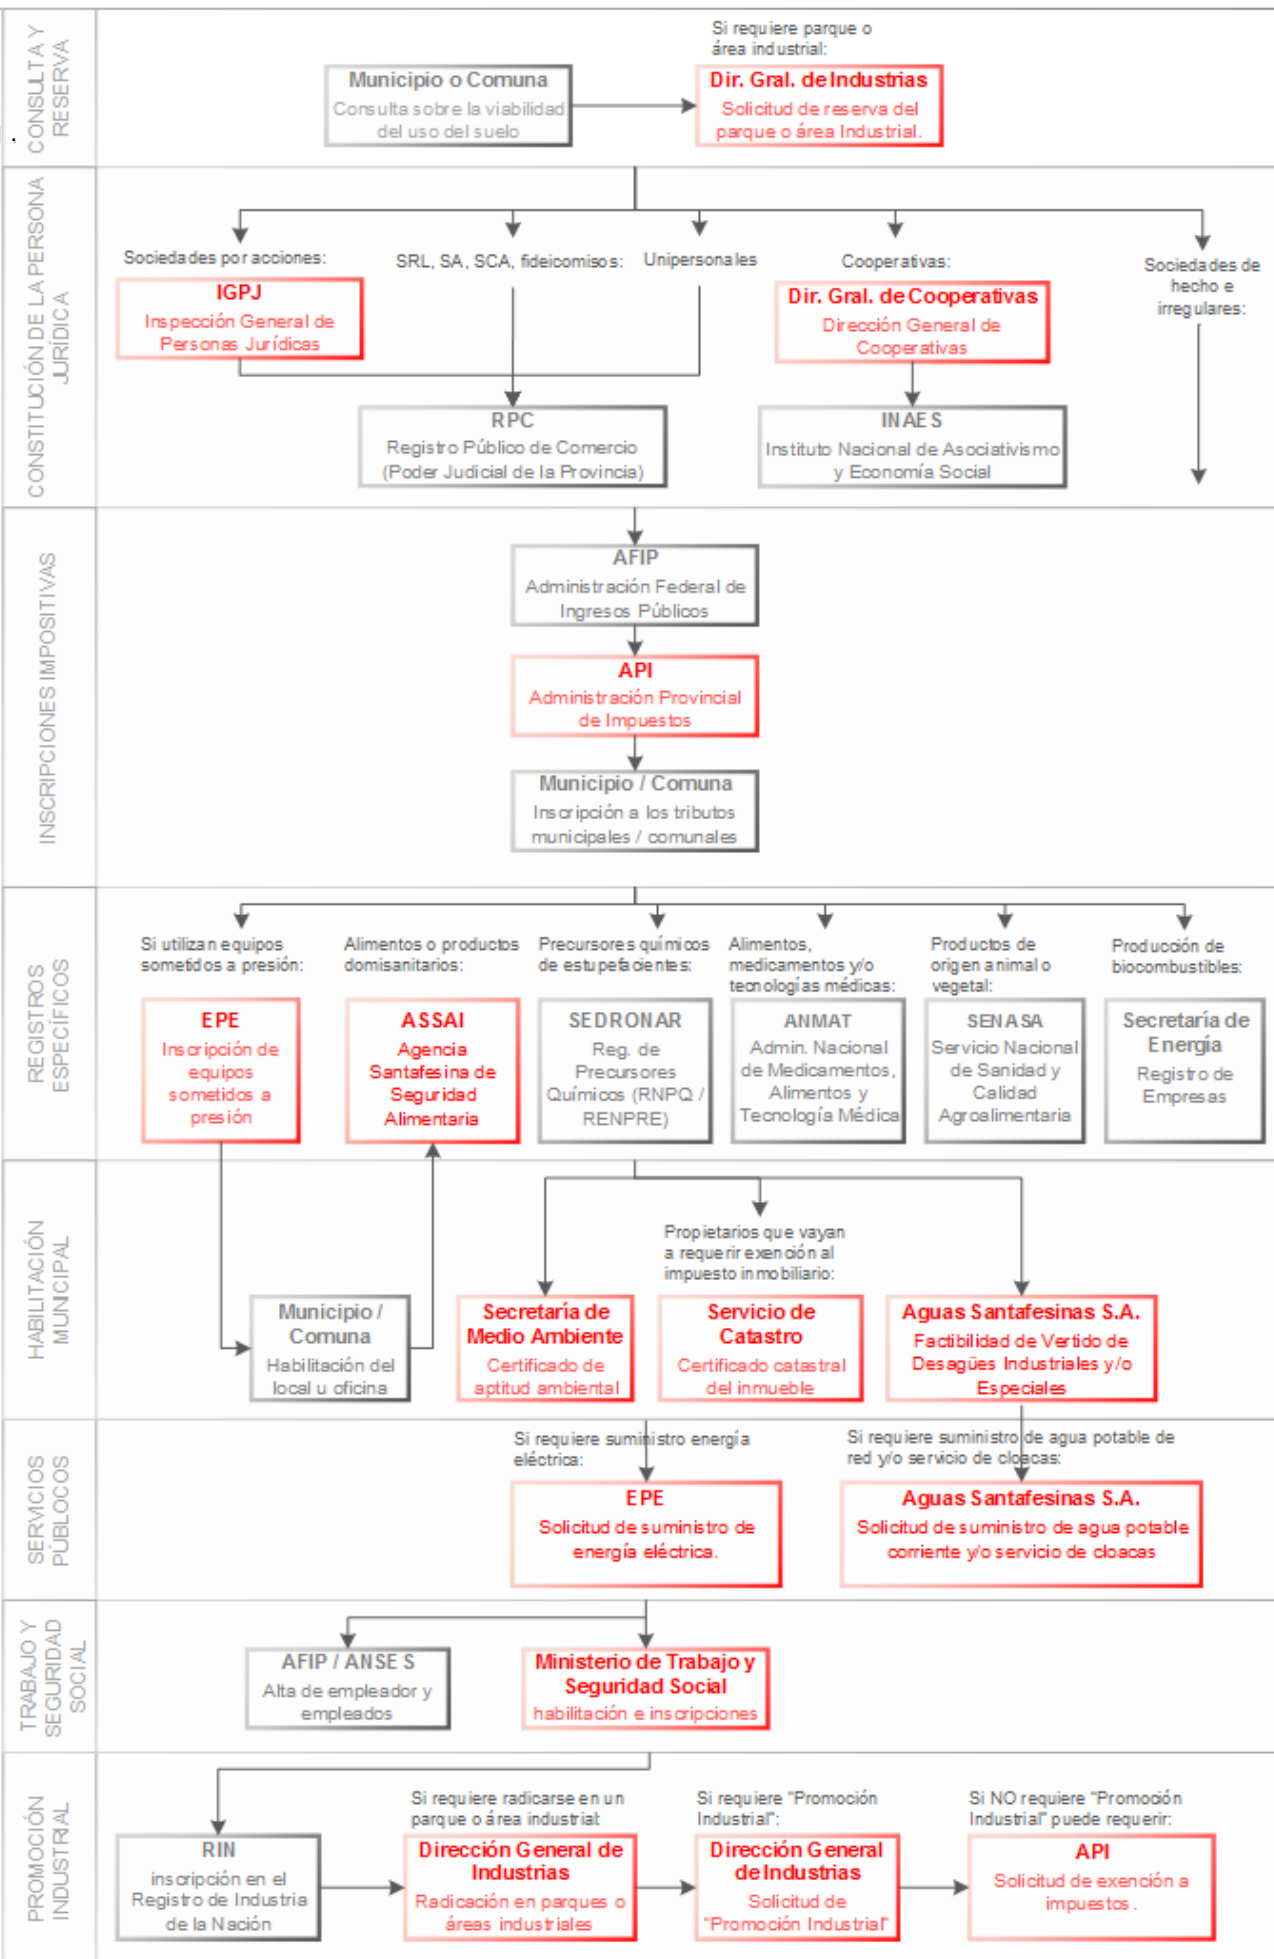 CONSULTA Y
RESERVA
Si requiere parque o
área industrial:
Municipio o Comuna
Consulta sobre la viabilidad
del uso del suelo
Dir. Gral. de Industrias
Solicitud de reserva del
parque o área Industrial.
CONSTITUCIÓN DE LA PERSONA
JURÍDICA
Sociedades por acciones:
SRL, SA, SCA, fideicomisos:
Unipersonales
Cooperativas:
Sociedades de
hecho e
irregulares:
IGPJ
Inspección General de
Personas Jurídicas
Dir. Gral. de Cooperativas
Dirección General de
Cooperativas
RPC
Registro Público de Comercio
(Poder Judicial de la Provincia)
INAES
Instituto Nacional de Asociativismo
y Economía Social
INSCRIPCIONES IMPOSITIVAS
AFIP
Administración Federal de
Ingresos Públicos
API
Administración Provincial
de Impuestos
Municipio / Comuna
Inscripción a los tributos
municipales / comunales
REGISTROS
ESPECÍFICOS
Si utilizan equipos
sometidos a presión:
Alimentos o productos
domisanitarios:
Precursores químicos
de estupefacientes:
Alimentos,
medicamentos y/o
tecnologías médicas:
Productos de
origen animal o
vegetal:
Producción de
biocombustibles:
EPE
Inscripción de
equipos
sometidos a
presión
ASSAI
Agencia
Santafesina de
Seguridad
Alimentaria
SEDRONAR
Reg. de
Precursores
Químicos (RNPQ /
RENPRE)
ANMAT
Admin. Nacional
de Medicamentos,
Alimentos y
Tecnología Médica
SENASA
Servicio Nacional
de Sanidad y
Calidad
Agroalimentaria
Secretaría de
Energía
Registro de
Empresas
HABILITACIÓN
MUNICIPAL
Propietarios que vayan
a requerir exención al
impuesto inmobiliario:
Municipio /
Comuna
Habilitación del
local u oficina
Secretaría de
Medio Ambiente
Certificado de
aptitud ambiental
Servicio de
Catastro
Certificado catastral
del inmueble
Aguas Santafesinas S.A.
Factibilidad de Vertido de
Desagües Industriales y/o
Especiales
SERVICIOS
PÚBLOCOS
Si requiere suministro energía
eléctrica:
Si requiere suministro de agua potable de
red y/o servicio de cloacas:
EPE
Solicitud de suministro de
energía eléctrica.
Aguas Santafesinas S.A.
Solicitud de suministro de agua potable
corriente y/o servicio de cloacas
TRABAJO Y
SEGURIDAD
SOCIAL
AFIP / ANSES
Alta de empleador y
empleados
Ministerio de Trabajo y
Seguridad Social
habilitación e inscripciones
PROMOCIÓN
INDUSTRIAL
Si requiere radicarse en un
parque o área industrial:
Si requiere "Promoción
Industrial":
Si NO requiere "Promoción
Industrial" puede requerir:
RIN
inscripción en el
Registro de Industria
de la Nación
Dirección General de
Industrias
Radicación en parques o
áreas industriales
Dirección General
de Industrias
Solicitud de
"Promoción Industrial"
API
Solicitud de exención a
impuestos.